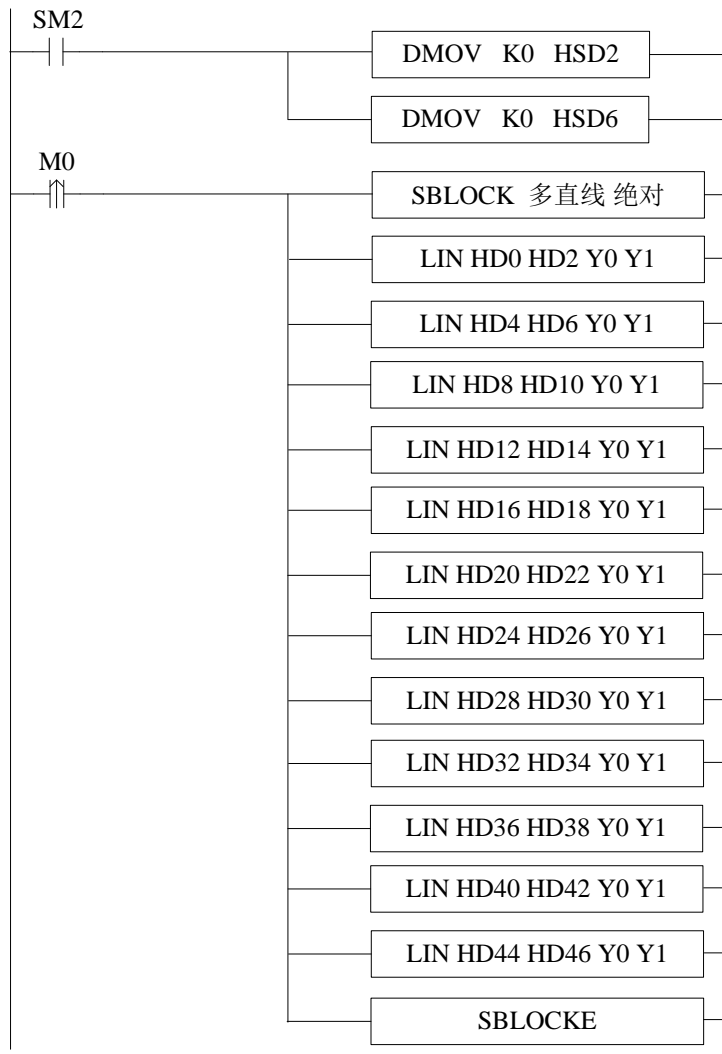 SM2
DMOV K0 HSD2
DMOV K0 HSD6
M0
SBLOCK 多直线 绝对
LIN HD0 HD2 Y0 Y1
LIN HD4 HD6 Y0 Y1
LIN HD8 HD10 Y0 Y1
LIN HD12 HD14 Y0 Y1
LIN HD16 HD18 Y0 Y1
LIN HD20 HD22 Y0 Y1
LIN HD24 HD26 Y0 Y1
LIN HD28 HD30 Y0 Y1
LIN HD32 HD34 Y0 Y1
LIN HD36 HD38 Y0 Y1
LIN HD40 HD42 Y0 Y1
LIN HD44 HD46 Y0 Y1
SBLOCKE